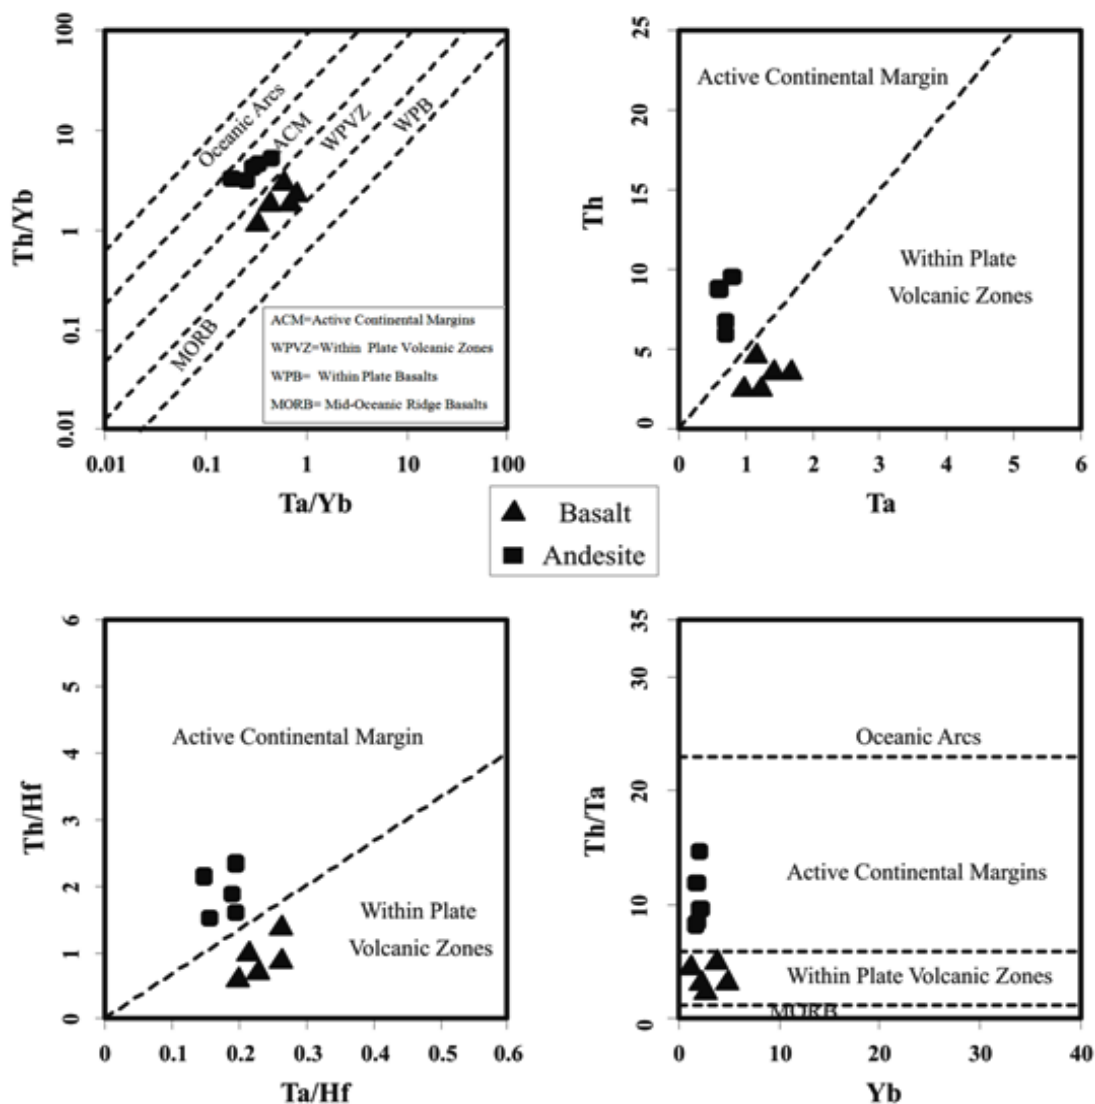 100
10
1
0.1
0.01
Th/Yb
Oceanic Arcs
ACM
WPVZ
WPB
MORB
ACM=Active Continental Margins
WPVZ=Within Plate Volcanic Zones
WPB= Within Plate Basalts
MORB= Mid-Oceanic Ridge Basalts
0.01 0.1 1 10 100
Ta/Yb
25
20
15
10
5
0
Th
Active Continental Margin
Within Plate
Volcanic Zones
0 1 2 3 4 5 6
Ta
Basalt
Andesite
6
5
4
3
2
1
0
Th/Hf
Active Continental Margin
Within Plate
Volcanic Zones
0 0.1 0.2 0.3 0.4 0.5 0.6
Ta/Hf
35
30
20
10
0
Th/Ta
Oceanic Arcs
Active Continental Margins
Within Plate Volcanic Zones
MORB
0 10 20 30 40
Yb